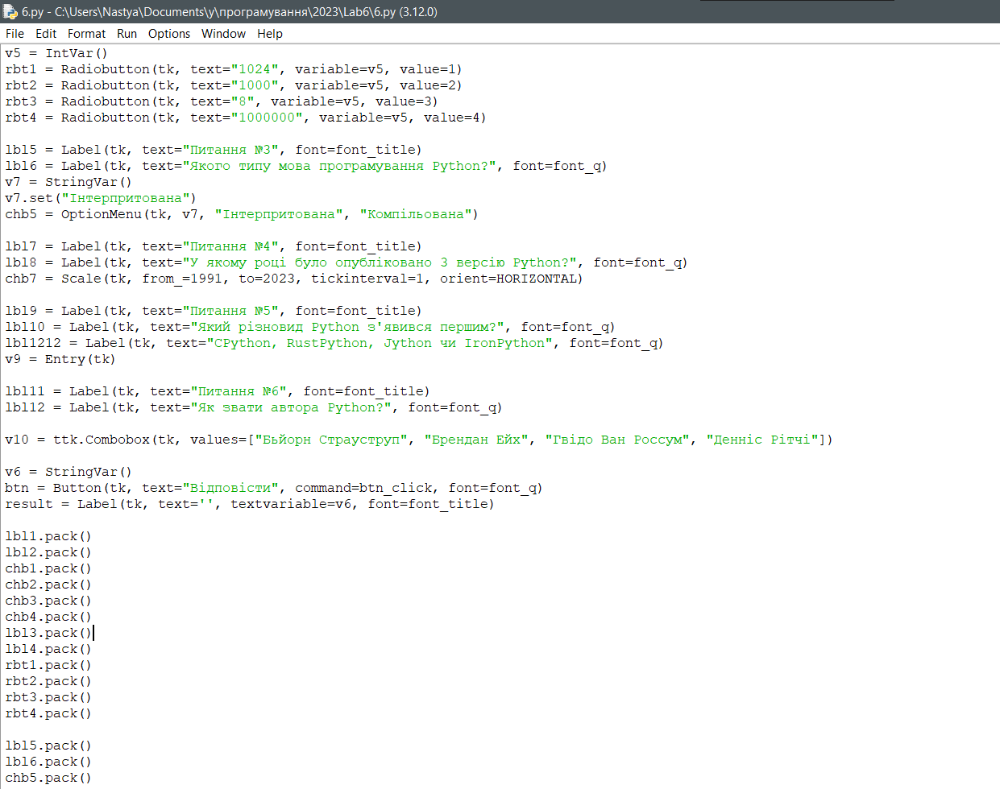 6.py - C:\Users\Nastya\Documents\у\програмування\2023\Lab6\6.py (3.12.0)
File Edit Format Run Options Window Help
v5 = IntVar()
rbt1 = Radiobutton(tk, text="1024", variable=v5, value=1)
rbt2 = Radiobutton(tk, text="1000", variable=v5, value=2)
rbt3 = Radiobutton(tk, text="8", variable=v5, value=3)
rbt4 = Radiobutton(tk, text="1000000", variable=v5, value=4)
lbl5 = Label(tk, text="Питання №3", font=font_title)
lbl6 = Label(tk, text="Якого типу мова програмування Python?", font=font_q)
v7 = StringVar()
v7.set("Інтерпритована")
chb5 = OptionMenu(tk, v7, "Інтерпритована", "Компільована")
lbl7 = Label(tk, text="Питання №4", font=font_title)
lbl8 = Label(tk, text="У якому році було опубліковано 3 версію Python?", font=font_q)
chb7 = Scale(tk, from_=1991, to=2023, tickinterval=1, orient=HORIZONTAL)
lbl9 = Label(tk, text="Питання №5", font=font_title)
lbl10 = Label(tk, text="Який різновид Python з'явився першим?", font=font_q)
lbl1212 = Label(tk, text="CPython, RustPython, Jython чи IronPython", font=font_q)
v9 = Entry(tk)
lbl11 = Label(tk, text="Питання №6", font=font_title)
lbl12 = Label(tk, text="Як звати автора Python?", font=font_q)
v10 = ttk.Combobox(tk, values=["Бьйорн Страуструп", "Брендан Ейх", "Гвідо Ван Россум", "Денніс Рітчі"])
v6 = StringVar()
btn = Button(tk, text="Відповісти", command=btn_click, font=font_q)
result = Label(tk, text='', textvariable=v6, font=font_title)
lbl1.pack()
lbl2.pack()
chb1.pack()
chb2.pack()
chb3.pack()
chb4.pack()
lbl3.pack()
lbl4.pack()
rbt1.pack()
rbt2.pack()
rbt3.pack()
rbt4.pack()
lbl5.pack()
lbl6.pack()
chb5.pack()